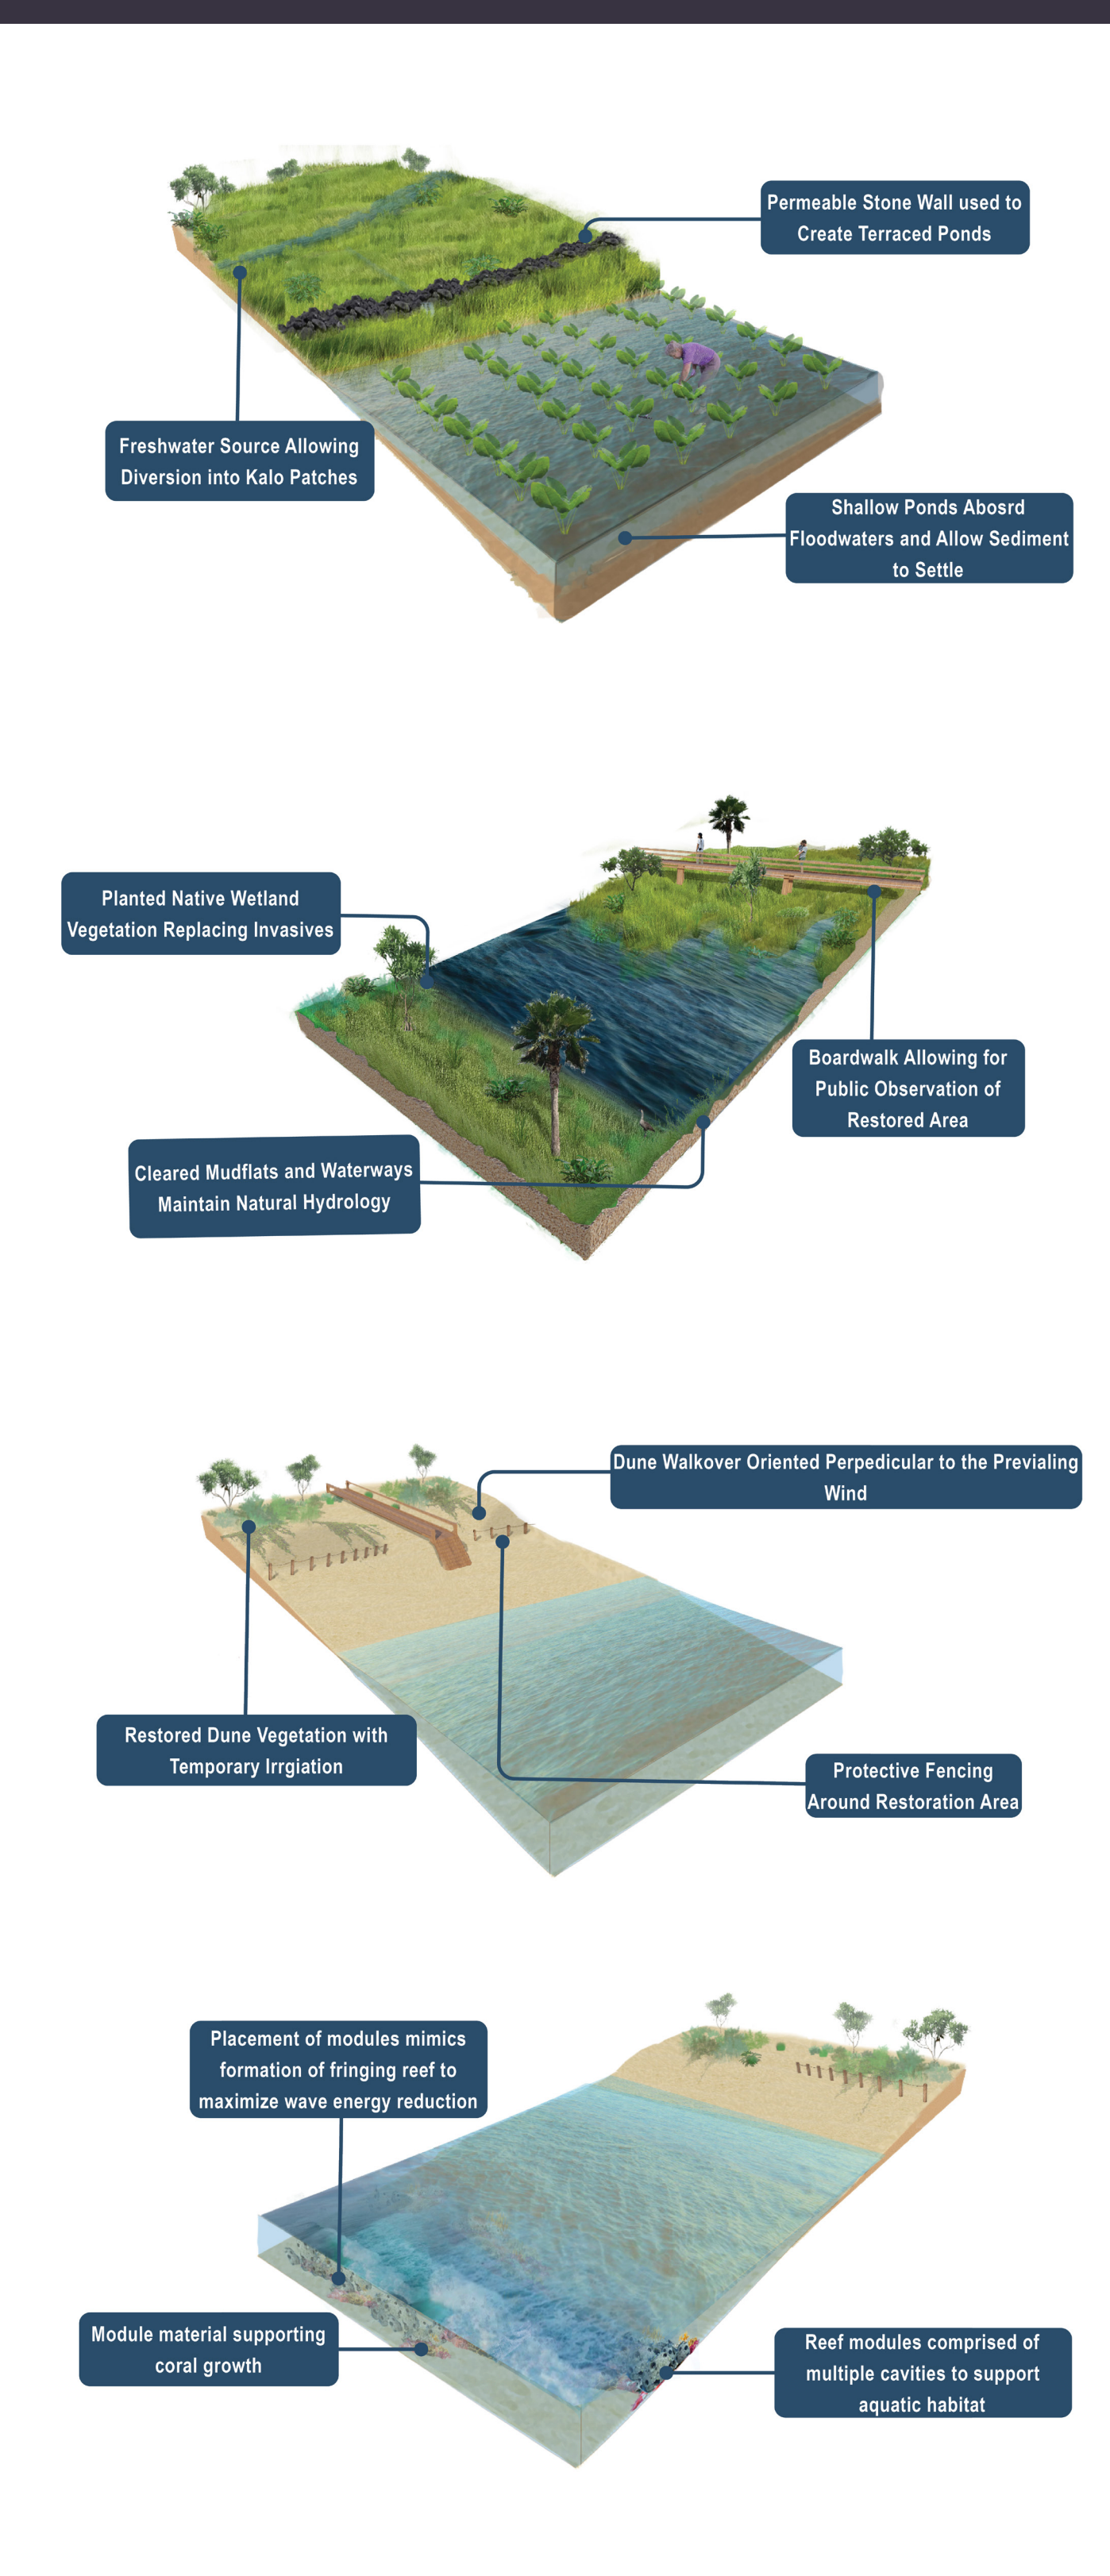 Permeable Stone Wall used to
Create Terraced Ponds
Freshwater Source Allowing
Diversion into Kalo Patches
Shallow Ponds Abosrd
Floodwaters and Allow Sediment
to Settle
Planted Native Wetland
Vegetation Replacing Invasives
Boardwalk Allowing for
Public Observation of
Restored Area
Cleared Mudflats and Waterways
Maintain Natural Hydrology
Dune Walkover Oriented Perpedicular to the Previaling
Wind
Restored Dune Vegetation with
Temporary Irrgiation
Protective Fencing
Around Restoration Area
Placement of modules mimics
formation of fringing reef to
maximize wave energy reduction
Module material supporting
coral growth
Reef modules comprised of
multiple cavities to support
aquatic habitat